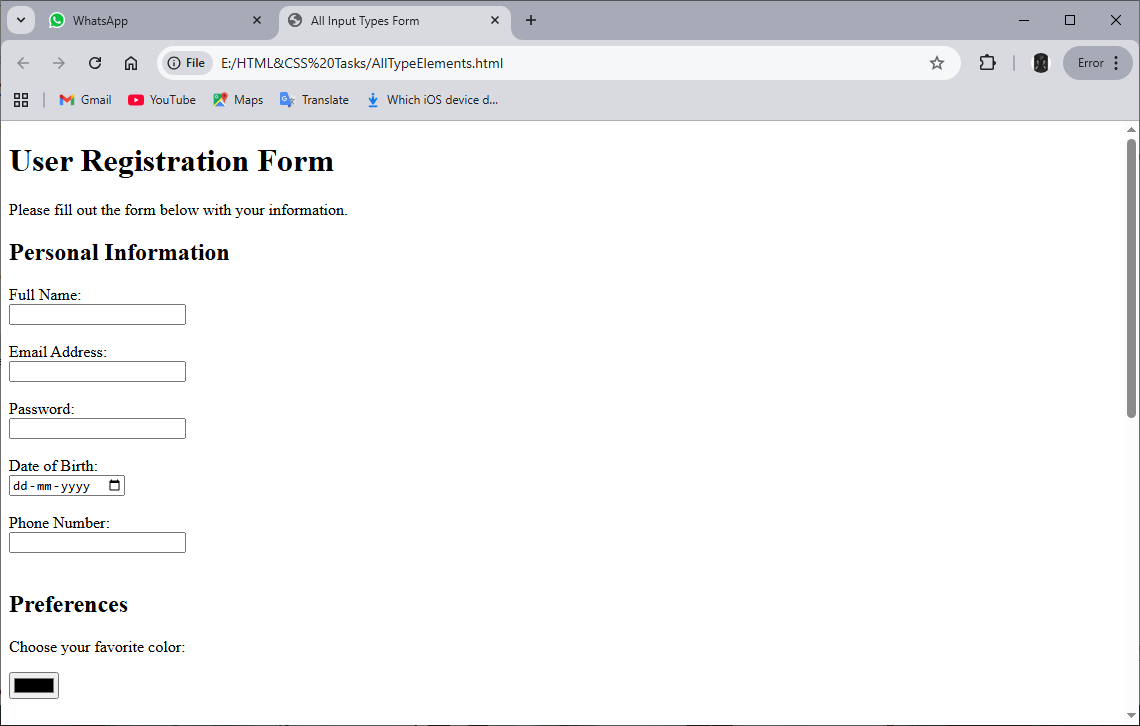 WhatsApp
All Input Types Form
File
E:/HTML&CSS%20Tasks/AllTypeElements.html
Error
Gmail
YouTube
Maps
Translate
Which iOS device d...
User Registration Form
Please fill out the form below with your information.
Personal Information
Full Name:
Email Address:
Password:
Date of Birth:
dd-mm-yyyy
Phone Number:
Preferences
Choose your favorite color: